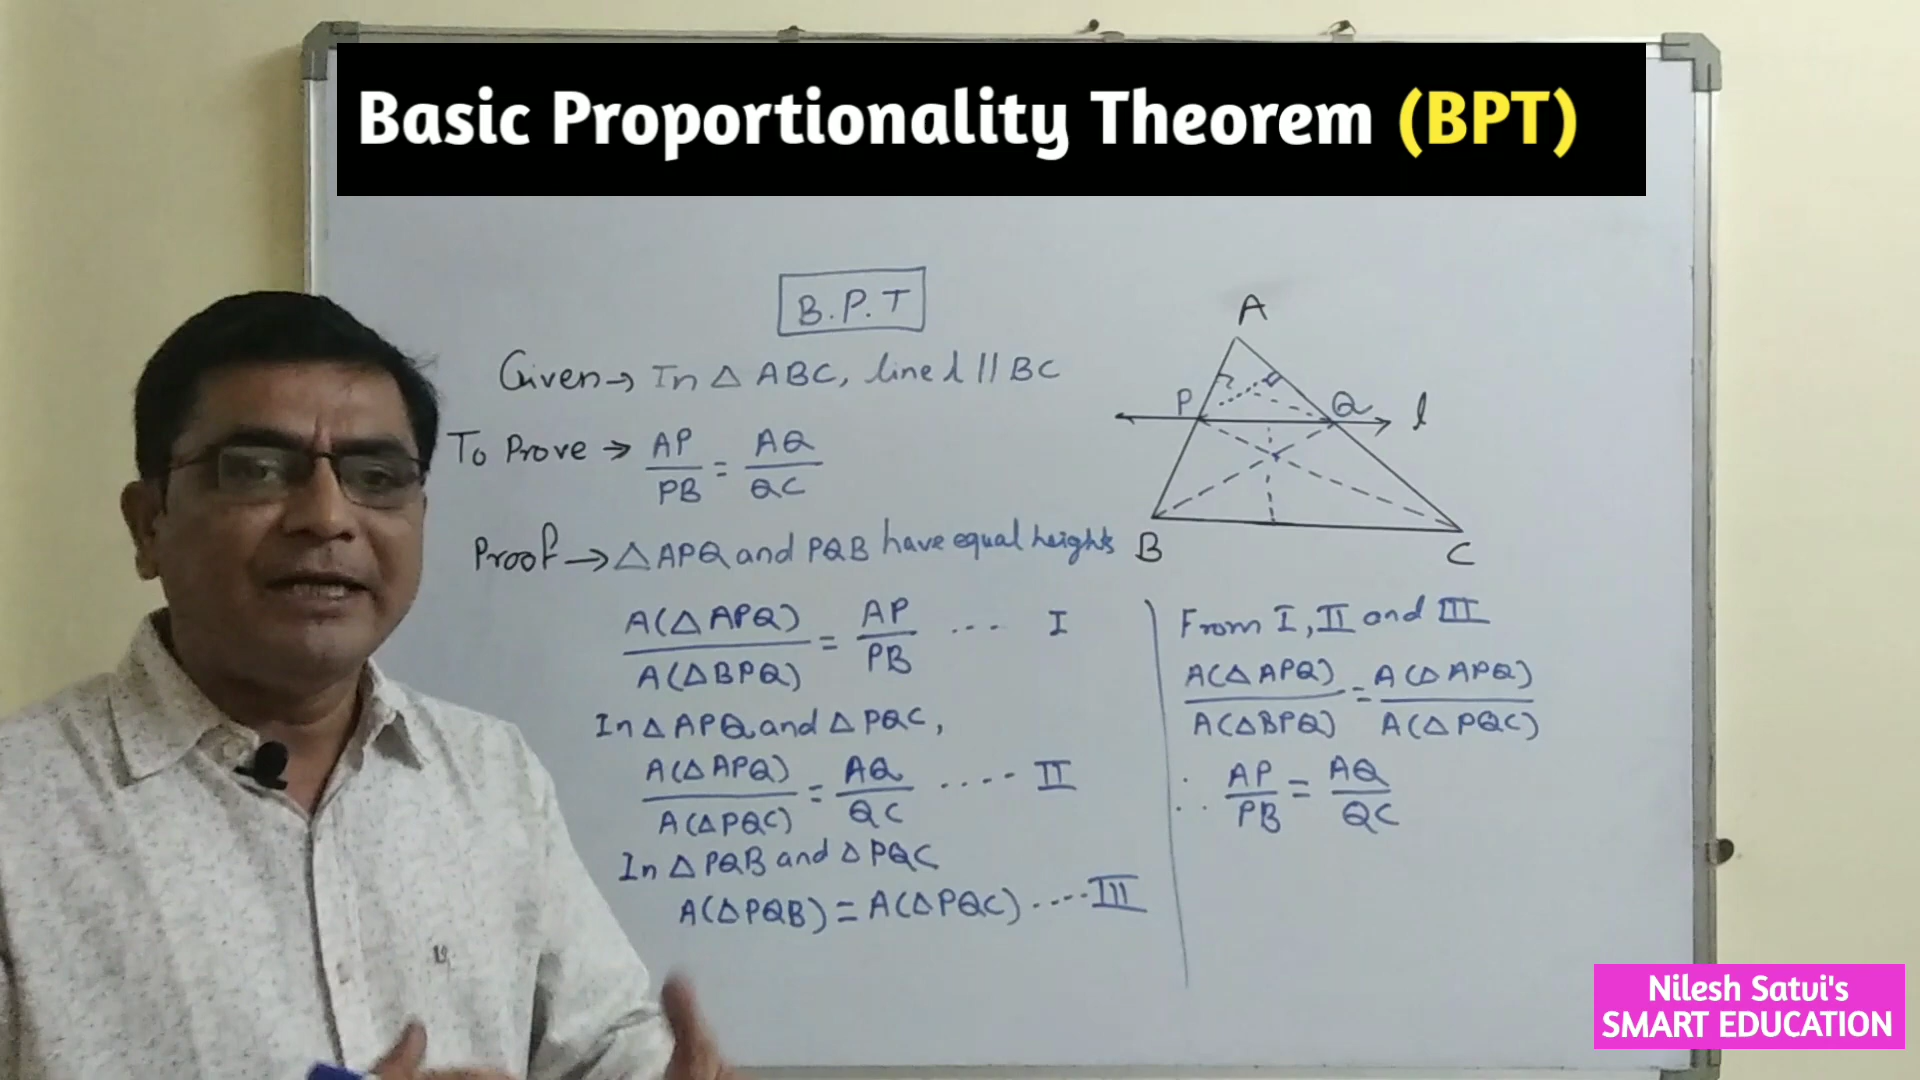 Basic Proportionality Theorem (BPT)
B.P.T
Given → In △ ABC, line l || BC
To Prove → AP/PB = AQ/QC
Proof → △APQ and PQB have equal heights
A(△APQ)/A(△BPQ) = AP/PB ... I
In △APQ and △PQC,
A(△APQ)/A(△PQC) = AQ/QC .... II
In △PQB and △PQC
A(△PQB) = A(△PQC) .... III
A
P
Q
l
B
C
From I, II and III
A(△APQ)/A(△BPQ) = A(△APQ)/A(△PQC)
∴ AP/PB = AQ/QC
Nilesh Satvi's
SMART EDUCATION